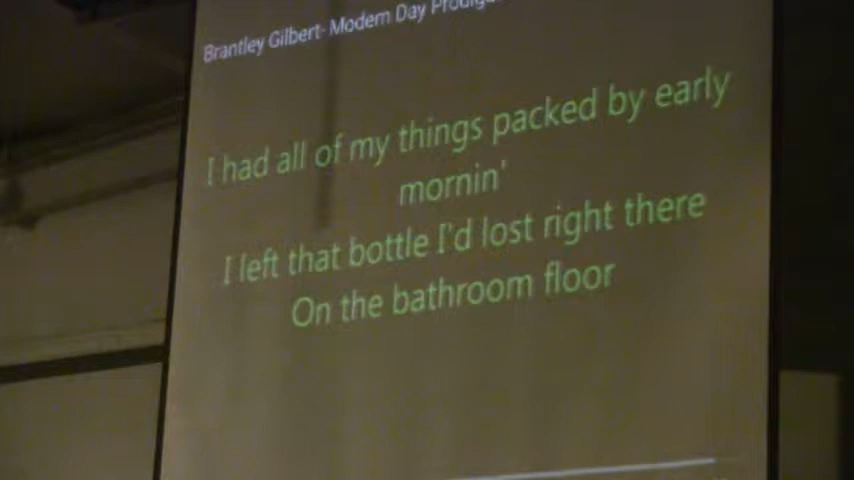 Brantley Gilbert- Modern Day
I had all of my things packed by early
mornin'
I left that bottle I'd lost right there
On the bathroom floor